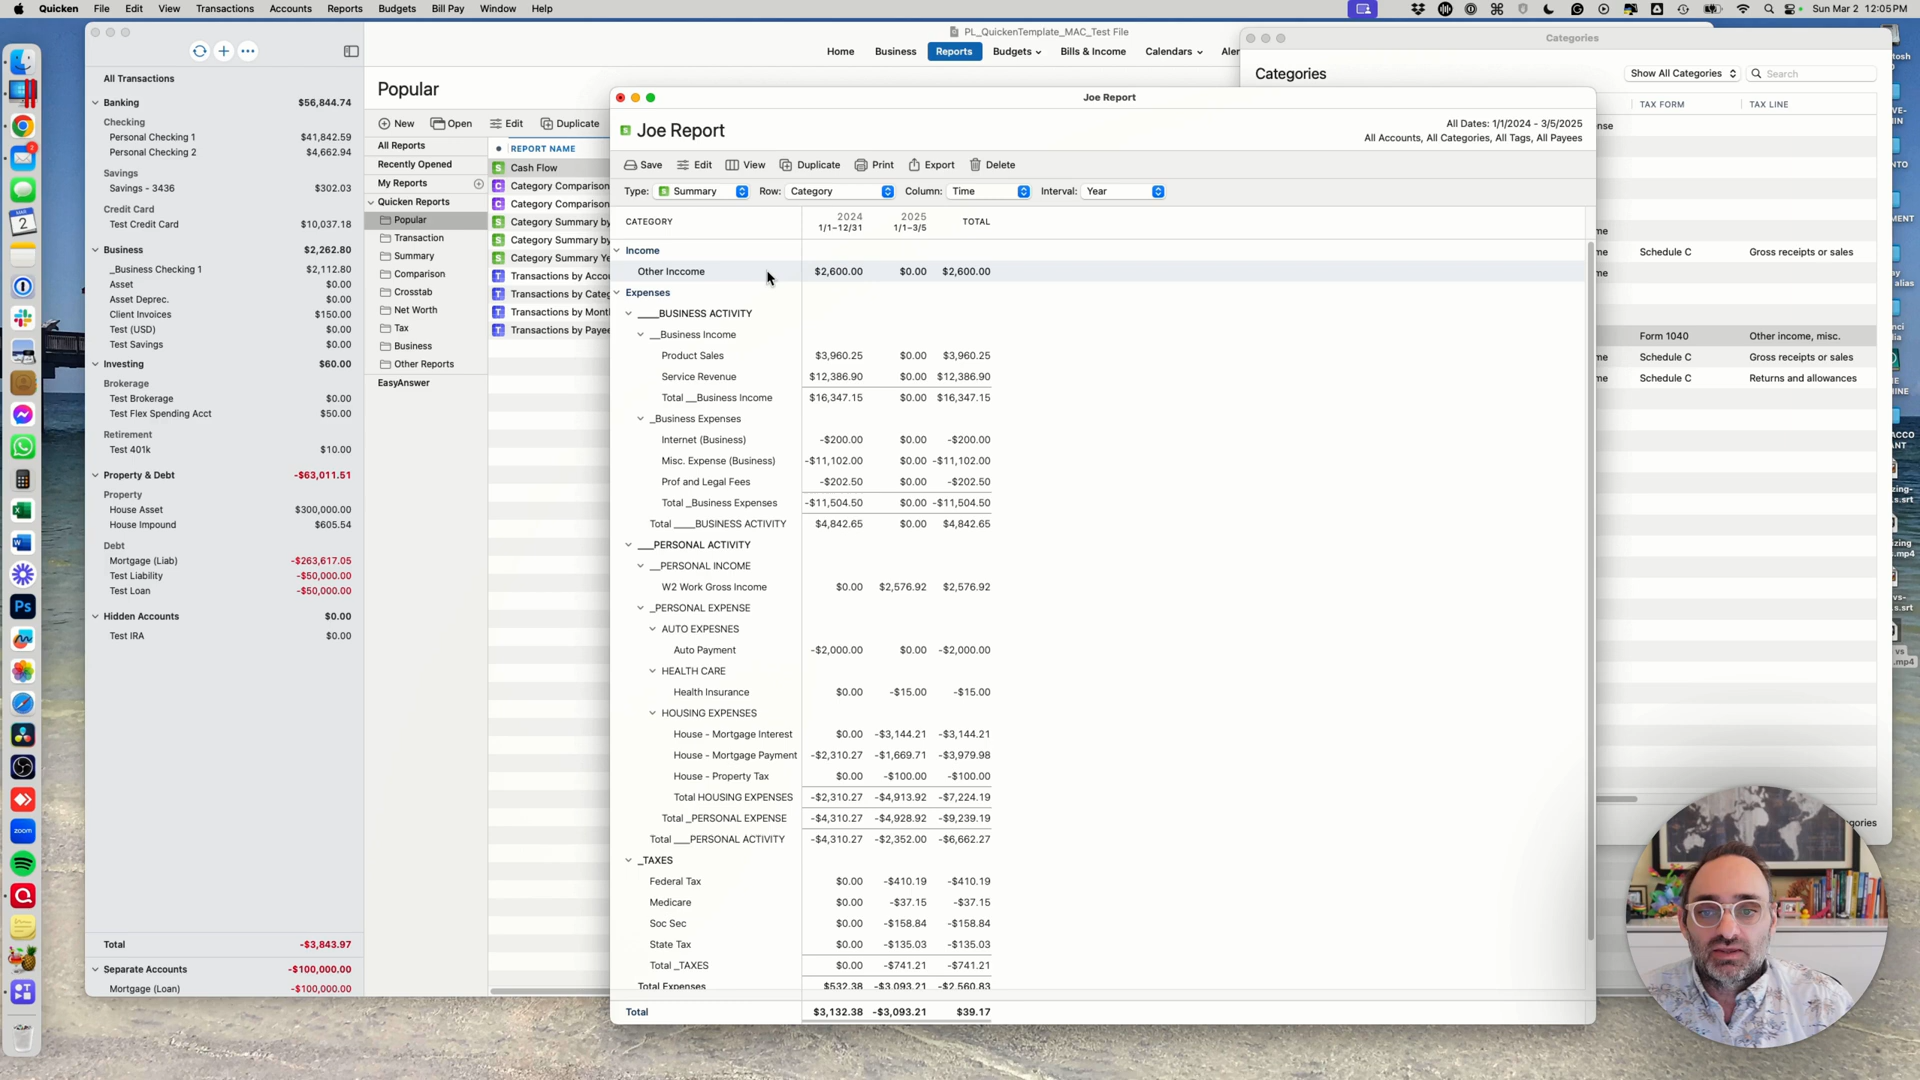 Quicken File Edit View Transactions Accounts Reports Budgets Bill Pay Window Help
Sun Mar 2 12:05 PM
PL_QuickenTemplate_MAC_Test File
Home Business Reports Budgets Bills & Income Calendars Aler
All Transactions
Banking $56,844.74
Checking
Personal Checking 1 $41,842.59
Personal Checking 2 $4,662.94
Savings
Savings - 3436 $302.03
Credit Card
Test Credit Card $10,037.18
Business $2,262.80
_Business Checking 1 $2,112.80
Asset $0.00
Asset Deprec. $0.00
Client Invoices $150.00
Test (USD) $0.00
Test Savings $0.00
Investing $60.00
Brokerage
Test Brokerage $0.00
Test Flex Spending Acct $50.00
Retirement
Test 401k $10.00
Property & Debt -$63,011.51
Property
House Asset $300,000.00
House Impound $605.54
Debt
Mortgage (Liab) -$263,617.05
Test Liability -$50,000.00
Test Loan -$50,000.00
Hidden Accounts $0.00
Test IRA $0.00
Total -$3,843.97
Separate Accounts -$100,000.00
Mortgage (Loan) -$100,000.00
Popular
New Open Edit Duplicate
All Reports
Recently Opened
My Reports
Quicken Reports
Popular
Transaction
Summary
Comparison
Crosstab
Net Worth
Tax
Business
Other Reports
EasyAnswer
REPORT NAME
Cash Flow
Category Comparison
Category Comparison
Category Summary by
Category Summary by
Category Summary Ye
Transactions by Accou
Transactions by Categ
Transactions by Mont
Transactions by Payee
Joe Report
Joe Report
All Dates: 1/1/2024 - 3/5/2025
All Accounts, All Categories, All Tags, All Payees
Save Edit View Duplicate Print Export Delete
Type: Summary Row: Category Column: Time Interval: Year
CATEGORY 2024 1/1-12/31 2025 1/1-3/5 TOTAL
Income
Other Inccome $2,600.00 $0.00 $2,600.00
Expenses
____BUSINESS ACTIVITY
__Business Income
Product Sales $3,960.25 $0.00 $3,960.25
Service Revenue $12,386.90 $0.00 $12,386.90
Total __Business Income $16,347.15 $0.00 $16,347.15
_Business Expenses
Internet (Business) -$200.00 $0.00 -$200.00
Misc. Expense (Business) -$11,102.00 $0.00 -$11,102.00
Prof and Legal Fees -$202.50 $0.00 -$202.50
Total _Business Expenses -$11,504.50 $0.00 -$11,504.50
Total ____BUSINESS ACTIVITY $4,842.65 $0.00 $4,842.65
___PERSONAL ACTIVITY
__PERSONAL INCOME
W2 Work Gross Income $0.00 $2,576.92 $2,576.92
_PERSONAL EXPENSE
AUTO EXPESNES
Auto Payment -$2,000.00 $0.00 -$2,000.00
HEALTH CARE
Health Insurance $0.00 -$15.00 -$15.00
HOUSING EXPENSES
House - Mortgage Interest $0.00 -$3,144.21 -$3,144.21
House - Mortgage Payment -$2,310.27 -$1,669.71 -$3,979.98
House - Property Tax $0.00 -$100.00 -$100.00
Total HOUSING EXPENSES -$2,310.27 -$4,913.92 -$7,224.19
Total _PERSONAL EXPENSE -$4,310.27 -$4,928.92 -$9,239.19
Total ___PERSONAL ACTIVITY -$4,310.27 -$2,352.00 -$6,662.27
_TAXES
Federal Tax $0.00 -$410.19 -$410.19
Medicare $0.00 -$37.15 -$37.15
Soc Sec $0.00 -$158.84 -$158.84
State Tax $0.00 -$135.03 -$135.03
Total _TAXES $0.00 -$741.21 -$741.21
Total Expenses $532.38 -$3,093.21 -$2,560.83
Total $3,132.38 -$3,093.21 $39.17
Categories
Categories
Show All Categories Search
TAX FORM TAX LINE
Schedule C Gross receipts or sales
Form 1040 Other income, misc.
Schedule C Gross receipts or sales
Schedule C Returns and allowances